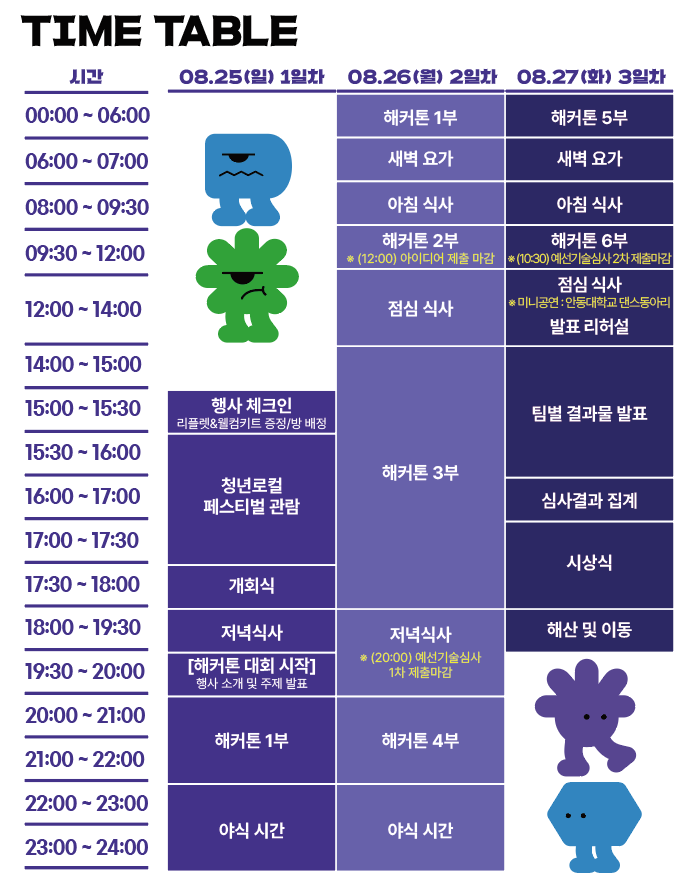 TIME TABLE
시간
08.25(일) 1일차
08.26(월) 2일차
08.27(화) 3일차
00:00 ~ 06:00
해커톤 1부
해커톤 5부
06:00 ~ 07:00
새벽 요가
새벽 요가
08:00 ~ 09:30
아침 식사
아침 식사
09:30 ~ 12:00
해커톤 2부
※ (12:00) 아이디어 제출 마감
해커톤 6부
※(10:30) 예선기술심사 2차 제출마감
12:00 ~ 14:00
점심 식사
점심 식사
※ 미니공연 : 안동대학교 댄스동아리
발표 리허설
14:00 ~ 15:00
15:00 ~ 15:30
행사 체크인
리플렛&웰컴키트 증정/방 배정
해커톤 3부
팀별 결과물 발표
15:30 ~ 16:00
청년로컬
페스티벌 관람
16:00 ~ 17:00
심사결과 집계
17:00 ~ 17:30
시상식
17:30 ~ 18:00
개회식
18:00 ~ 19:30
저녁식사
저녁식사
※ (20:00) 예선기술심사
1차 제출마감
해산 및 이동
19:30 ~ 20:00
[해커톤 대회 시작]
행사 소개 및 주제 발표
20:00 ~ 21:00
해커톤 1부
해커톤 4부
21:00 ~ 22:00
22:00 ~ 23:00
야식 시간
야식 시간
23:00 ~ 24:00